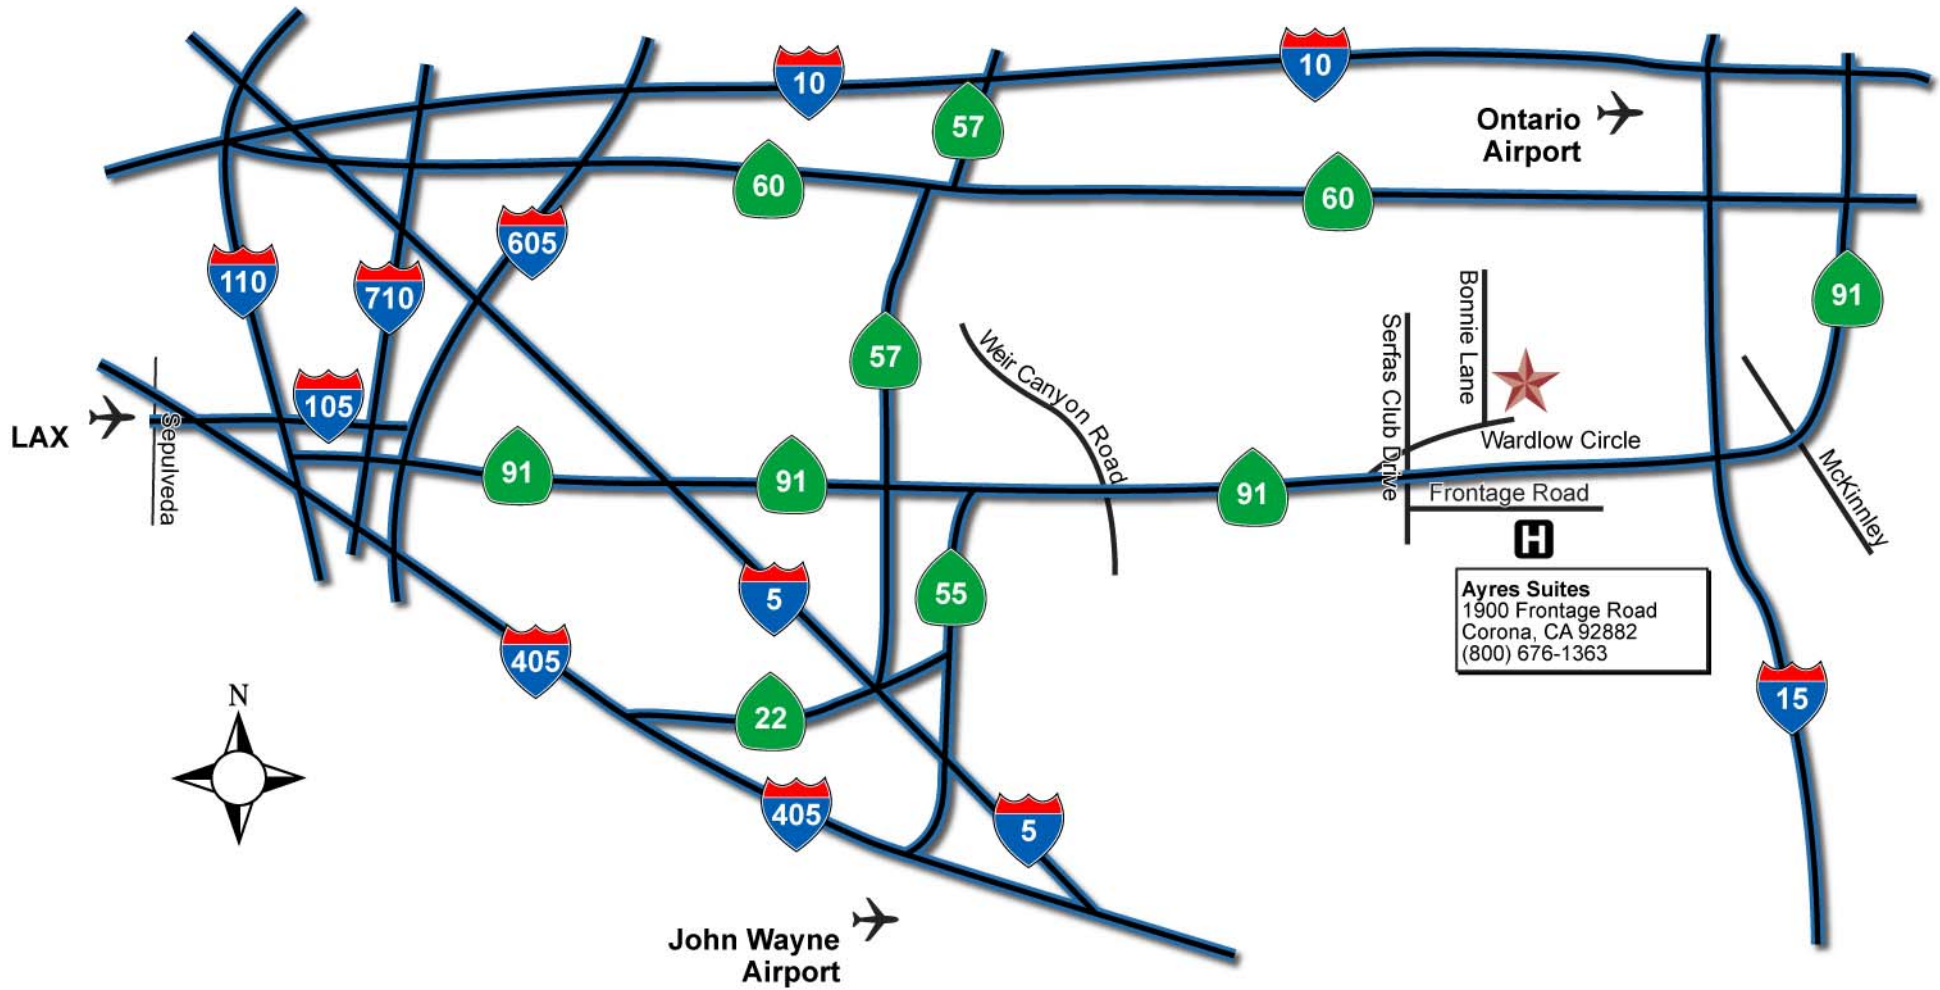 10
10
57
Ontario
Airport
60
60
605
110
710
91
Bonnie Lane
Serfas Club Drive
57
Weir Canyon Road
105
LAX
Sepulveda
Wardlow Circle
91
91
91
Frontage Road
McKinnley
H
5
55
Ayres Suites
1900 Frontage Road
Corona, CA 92882
(800) 676-1363
405
15
N
22
405
5
John Wayne
Airport